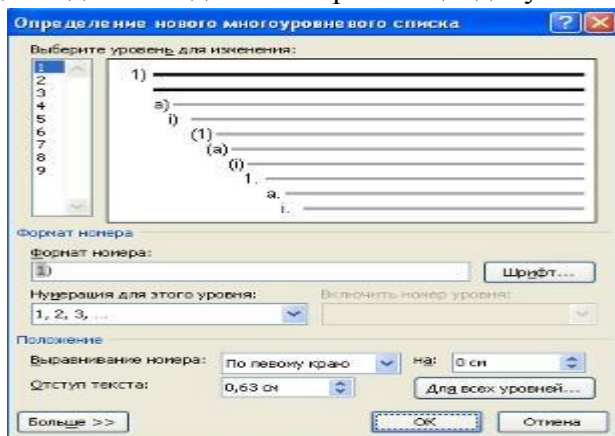 Определение нового многоуровневого списка
Выберите уровень для изменения:
1
2
3
4
5
6
7
8
9
1)
a)
i)
(1)
(a)
(i)
1.
a.
i.
Формат номера
Формат номера:
1)
Шрифт...
Нумерация для этого уровня:
Включить номер уровня:
1, 2, 3, ...
Положение
Выравнивание номера:
По левому краю
на:
0 см
Отступ текста:
0,63 см
Для всех уровней...
Больше >>
ОК
Отмена